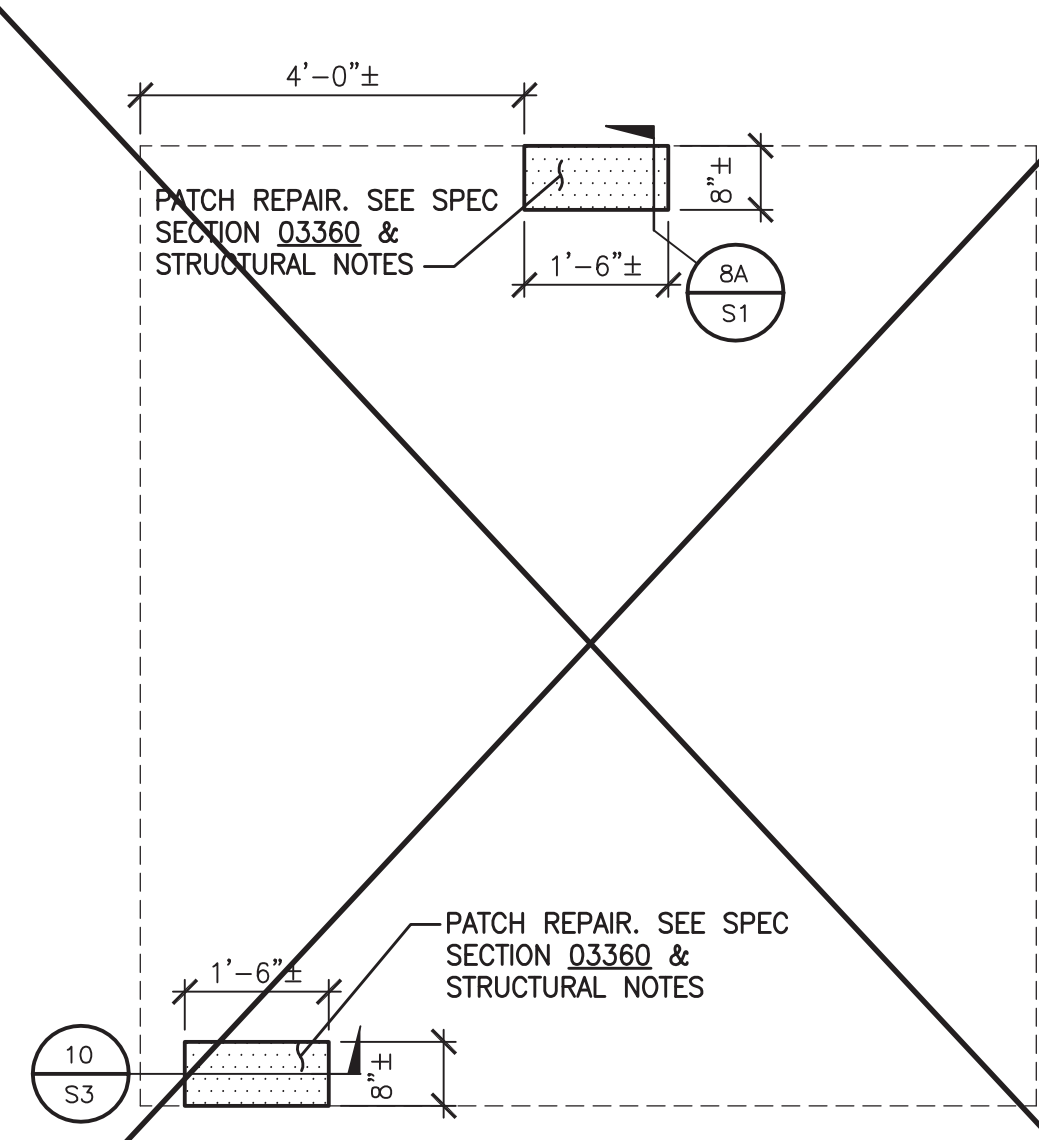 4'-0"±
PATCH REPAIR. SEE SPEC
SECTION 03360 &
STRUCTURAL NOTES
8"±
1'-6"±
8A
S1
PATCH REPAIR. SEE SPEC
SECTION 03360 &
STRUCTURAL NOTES
1'-6"±
8"±
10
S3